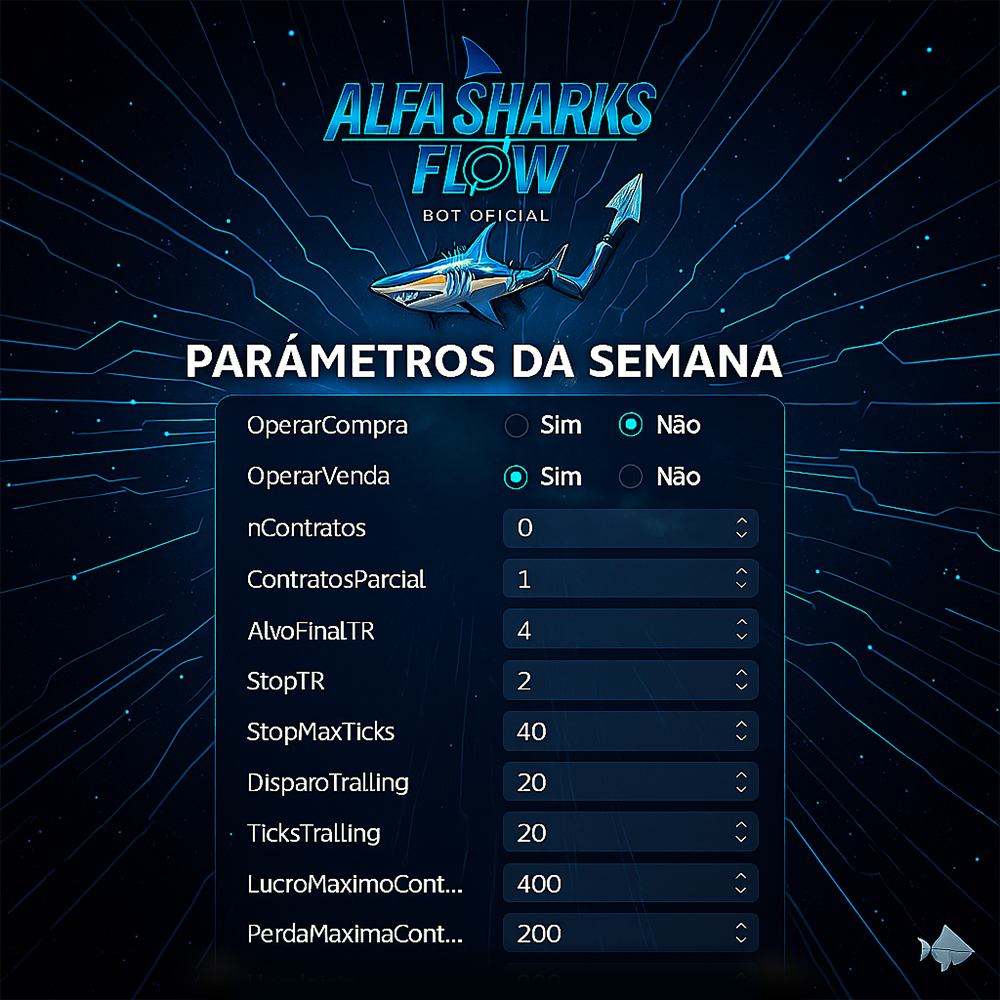 ALFA SHARKS
FLOW
BOT OFICIAL
PARÁMETROS DA SEMANA
OperarCompra Sim Não
OperarVenda Sim Não
nContratos 0
ContratosParcial 1
AlvoFinalTR 4
StopTR 2
StopMaxTicks 40
DisparoTralling 20
TicksTralling 20
LucroMaximoCont... 400
PerdaMaximaCont... 200